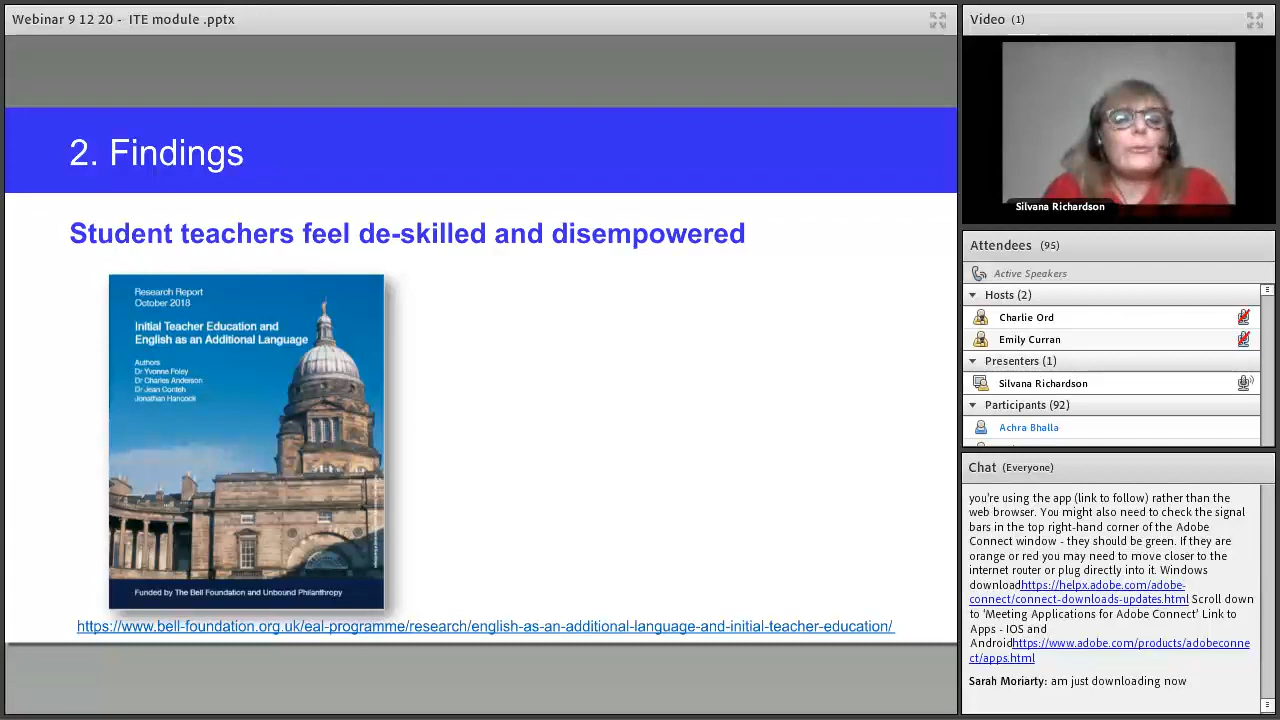 Webinar 9 12 20 - ITE module .pptx
2. Findings
Student teachers feel de-skilled and disempowered
Research Report
October 2018
Initial Teacher Education and
English as an Additional Language
Authors
Dr Yvonne Foley
Dr Charles Anderson
Dr Jean Conteh
Jonathan Hancock
Funded by The Bell Foundation and Unbound Philanthropy
https://www.bell-foundation.org.uk/eal-programme/research/english-as-an-additional-language-and-initial-teacher-education/
Video (1)
Silvana Richardson
Attendees (95)
Active Speakers
Hosts (2)
Charlie Ord
Emily Curran
Presenters (1)
Silvana Richardson
Participants (92)
Achra Bhalla
Chat (Everyone)
you're using the app (link to follow) rather than the
web browser. You might also need to check the signal
bars in the top right-hand corner of the Adobe
Connect window - they should be green. If they are
orange or red you may need to move closer to the
internet router or plug directly into it. Windows
downloadhttps://helpx.adobe.com/adobe-
connect/connect-downloads-updates.html Scroll down
to 'Meeting Applications for Adobe Connect' Link to
Apps - IOS and
Androidhttps://www.adobe.com/products/adobeconne
ct/apps.html
Sarah Moriarty: am just downloading now